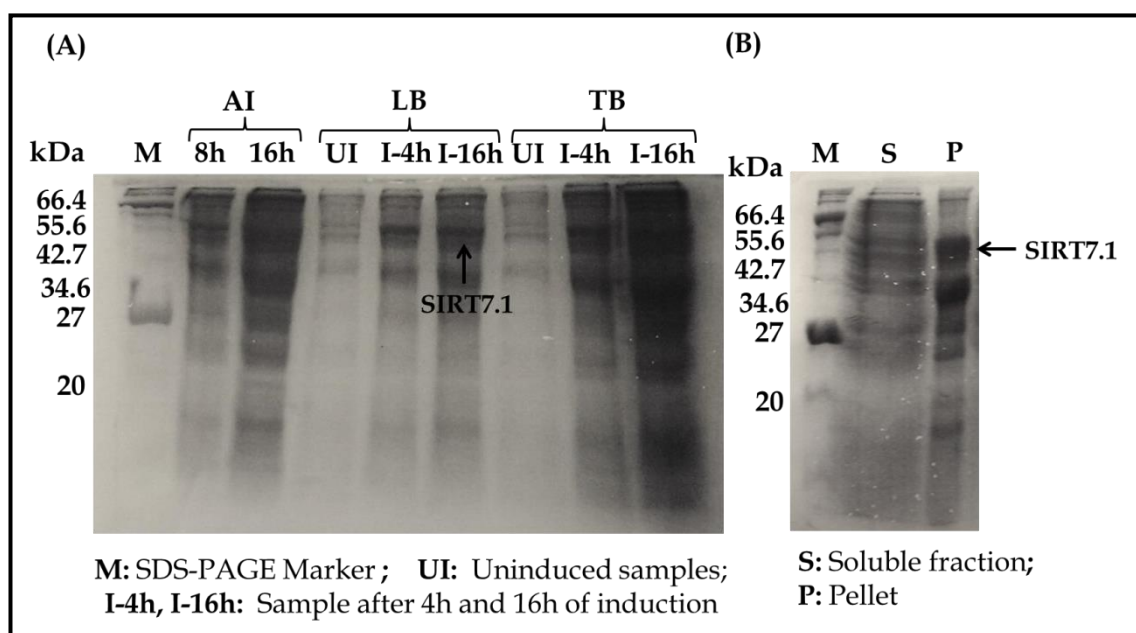 (A)
(B)
AI LB TB
kDa M 8h 16h UI I-4h I-16h UI I-4h I-16h
66.4
55.6
42.7
34.6
27
20
SIRT7.1
kDa M S P
66.4
55.6
42.7
34.6
27
20
SIRT7.1
M: SDS-PAGE Marker ; UI: Uninduced samples;
I-4h, I-16h: Sample after 4h and 16h of induction
S: Soluble fraction;
P: Pellet